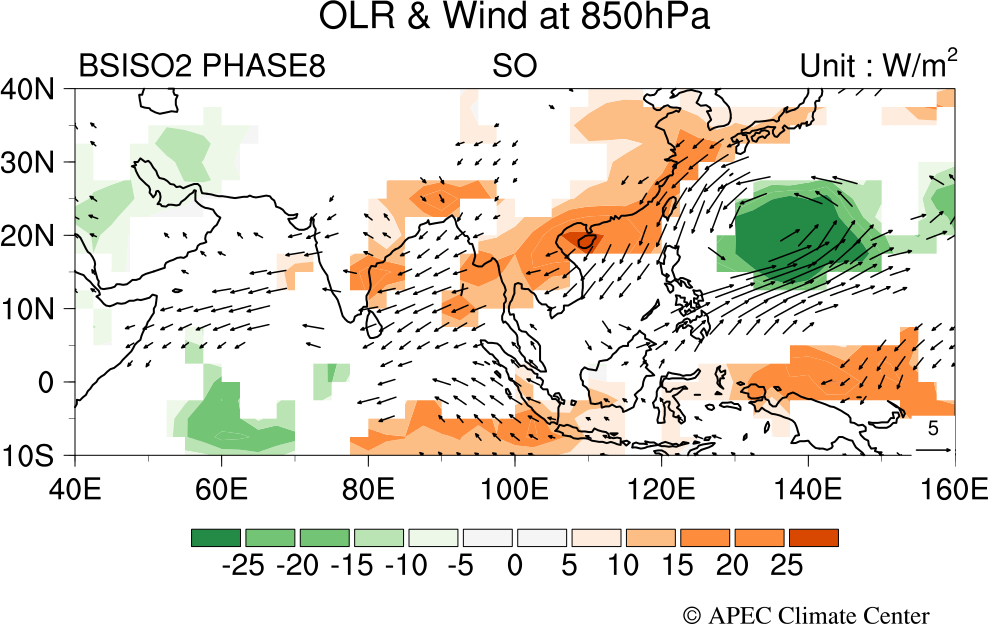 OLR & Wind at 850hPa
BSISO2 PHASE8 SO Unit : W/m²
40N
30N
20N
10N
0
10S
5
40E 60E 80E 100E 120E 140E 160E
-25 -20 -15 -10 -5 0 5 10 15 20 25
© APEC Climate Center